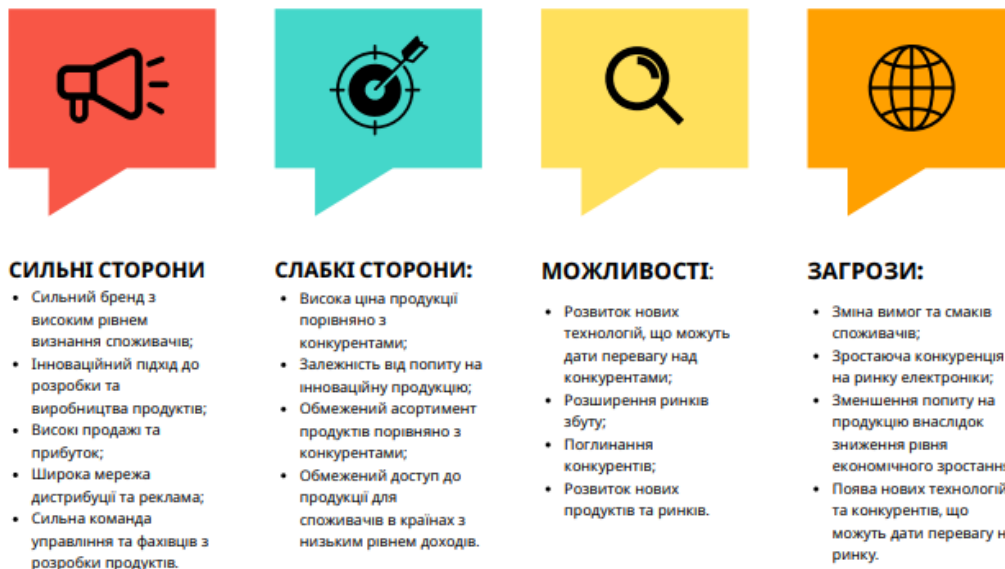 СИЛЬНІ СТОРОНИ
• Сильний бренд з
високим рівнем
визнання споживачів;
• Інноваційний підхід до
розробки та
виробництва продуктів;
• Високі продажі та
прибуток;
• Широка мережа
дистрибуції та реклама;
• Сильна команда
управління та фахівців з
розробки продуктів.
СЛАБКІ СТОРОНИ:
• Висока ціна продукції
порівняно з
конкурентами;
• Залежність від попиту на
інноваційну продукцію;
• Обмежений асортимент
продуктів порівняно з
конкурентами;
• Обмежений доступ до
продукції для
споживачів в країнах з
низьким рівнем доходів.
МОЖЛИВОСТІ:
• Розвиток нових
технологій, що можуть
дати перевагу над
конкурентами;
• Розширення ринків
збуту;
• Поглинання
конкурентів;
• Розвиток нових
продуктів та ринків.
ЗАГРОЗИ:
• Зміна вимог та смаків
споживачів;
• Зростаюча конкуренція
на ринку електроніки;
• Зменшення попиту на
продукцію внаслідок
зниження рівня
економічного зростання
• Поява нових технологій
та конкурентів, що
можуть дати перевагу н
ринку.